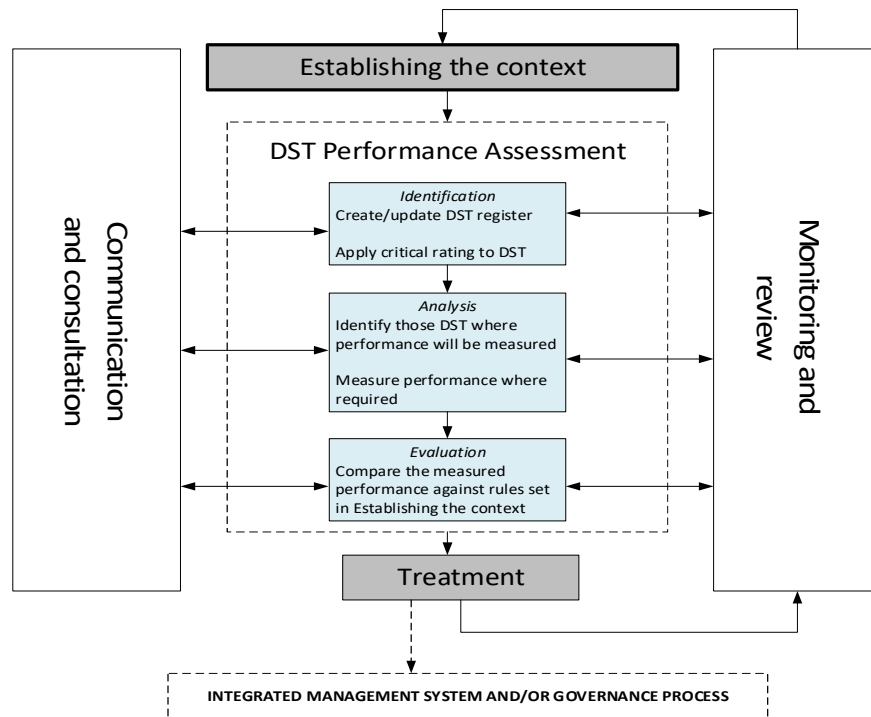 Establishing the context
DST Performance Assessment
Communication
and consultation
Identification
Create/update DST register
Apply critical rating to DST
Analysis
Identify those DST where
performance will be measured
Measure performance where
required
Evaluation
Compare the measured
performance against rules set
in Establishing the context
Monitoring and
review
Treatment
INTEGRATED MANAGEMENT SYSTEM AND/OR GOVERNANCE PROCESS